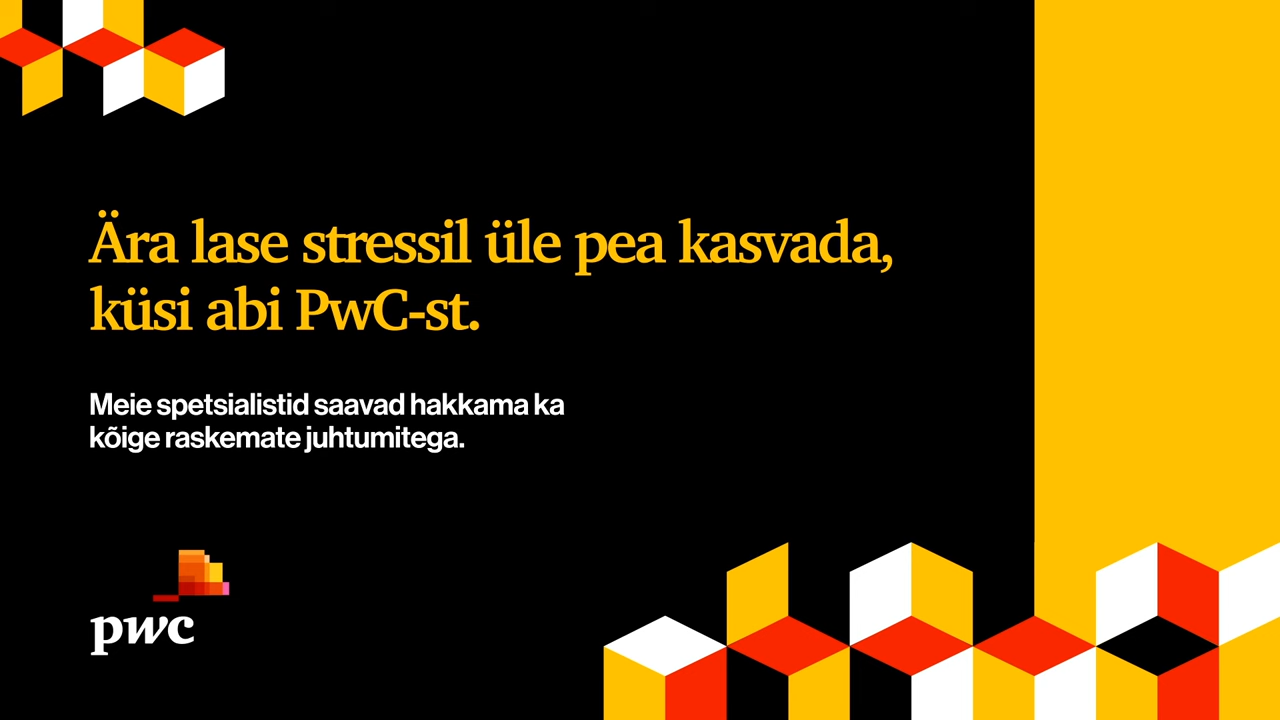 Ära lase stressil üle pea kasvada,
küsi abi PwC-st.
Meie spetsialistid saavad hakkama ka
kõige raskemate juhtumitega.
pwc